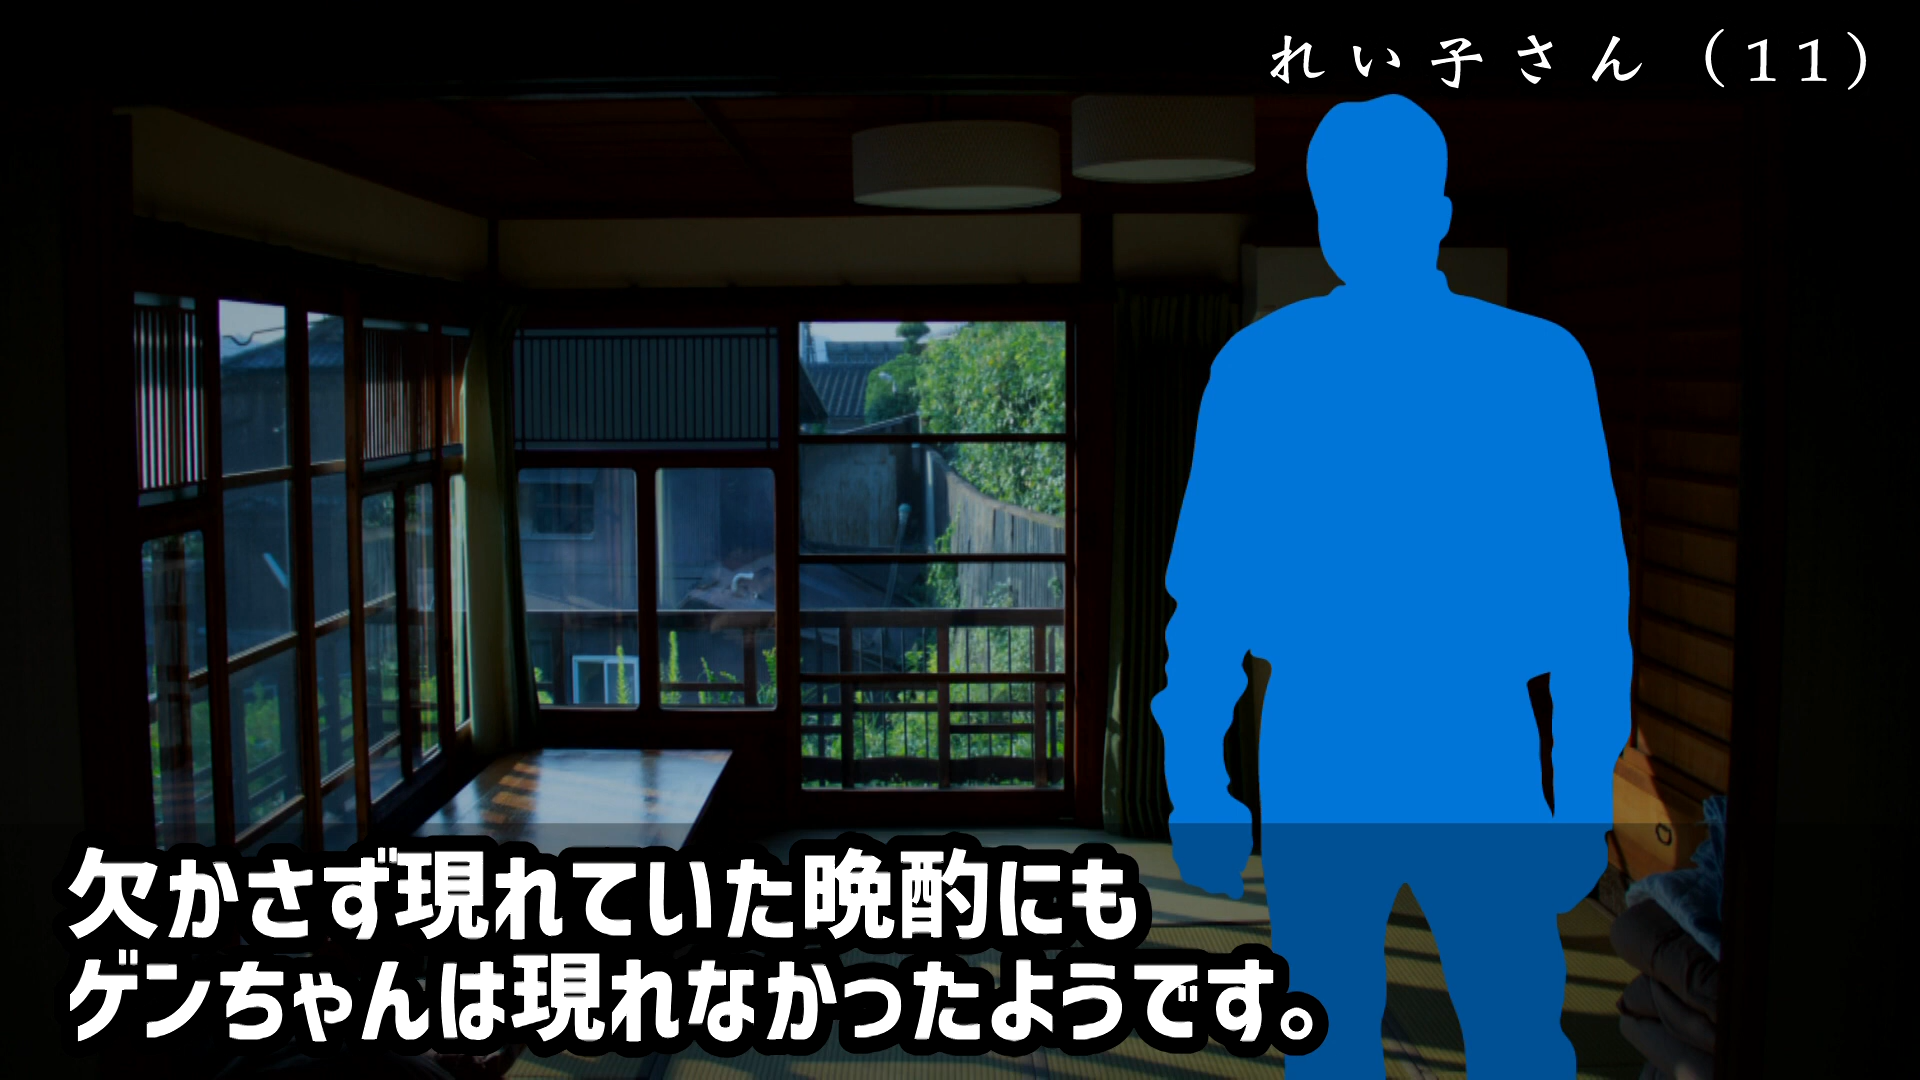 れい子さん（11）
欠かさず現れていた晩酌にも
ゲンちゃんは現れなかったようです。